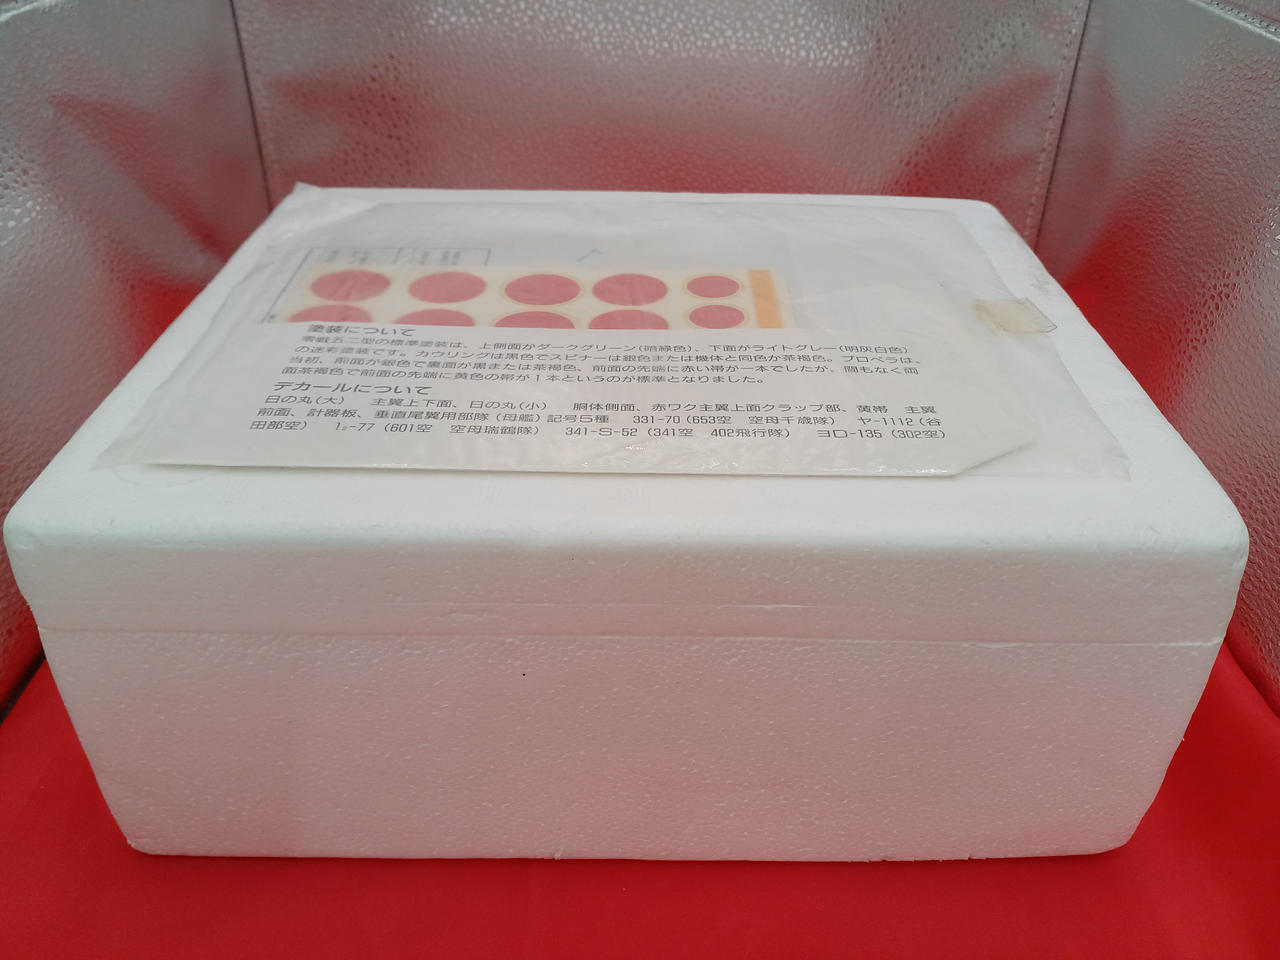 塗装について
零戦五二型の標準塗装は、上側面がダークグリーン(暗緑色)、下面がライトグレー(明灰白色)
の迷彩塗装です。カウリングは黒色でスピナーは銀色または機体と同色か茶褐色。プロペラは、
当初、前面が銀色で裏面が黒または茶褐色、前面の先端に赤い帯が一本でしたが、間もなく両
面茶褐色で前面の先端に黄色の帯が1本というのが標準となりました。
デカールについて
日の丸(大) 主翼上下面、日の丸(小) 胴体側面、赤ワク主翼上面クラップ部、黄帯 主翼
前面、計器板、垂直尾翼用部隊(母艦)記号5種 331-70(653空 空母千歳隊) ヤ-1112(谷
田部空) -77(601空 空母瑞鶴隊) 341-S-52(341空 402飛行隊) ヨD-135(302空)